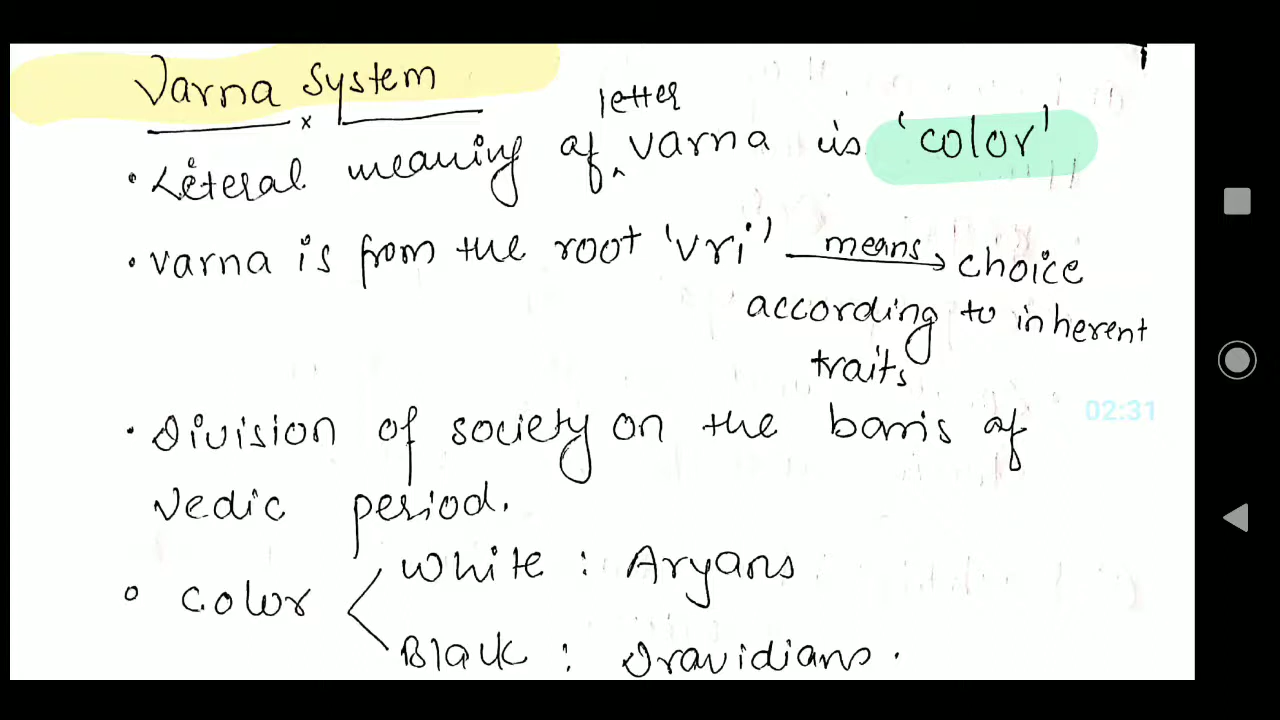 Varna System
letter
• Literal meaning of ^ varna is 'color'
• varna is from the root 'vri' means → choice
according to inherent
traits
• Division of society on the basis of
vedic period.
02:31
White : Aryans
° color <
Black : Dravidians.